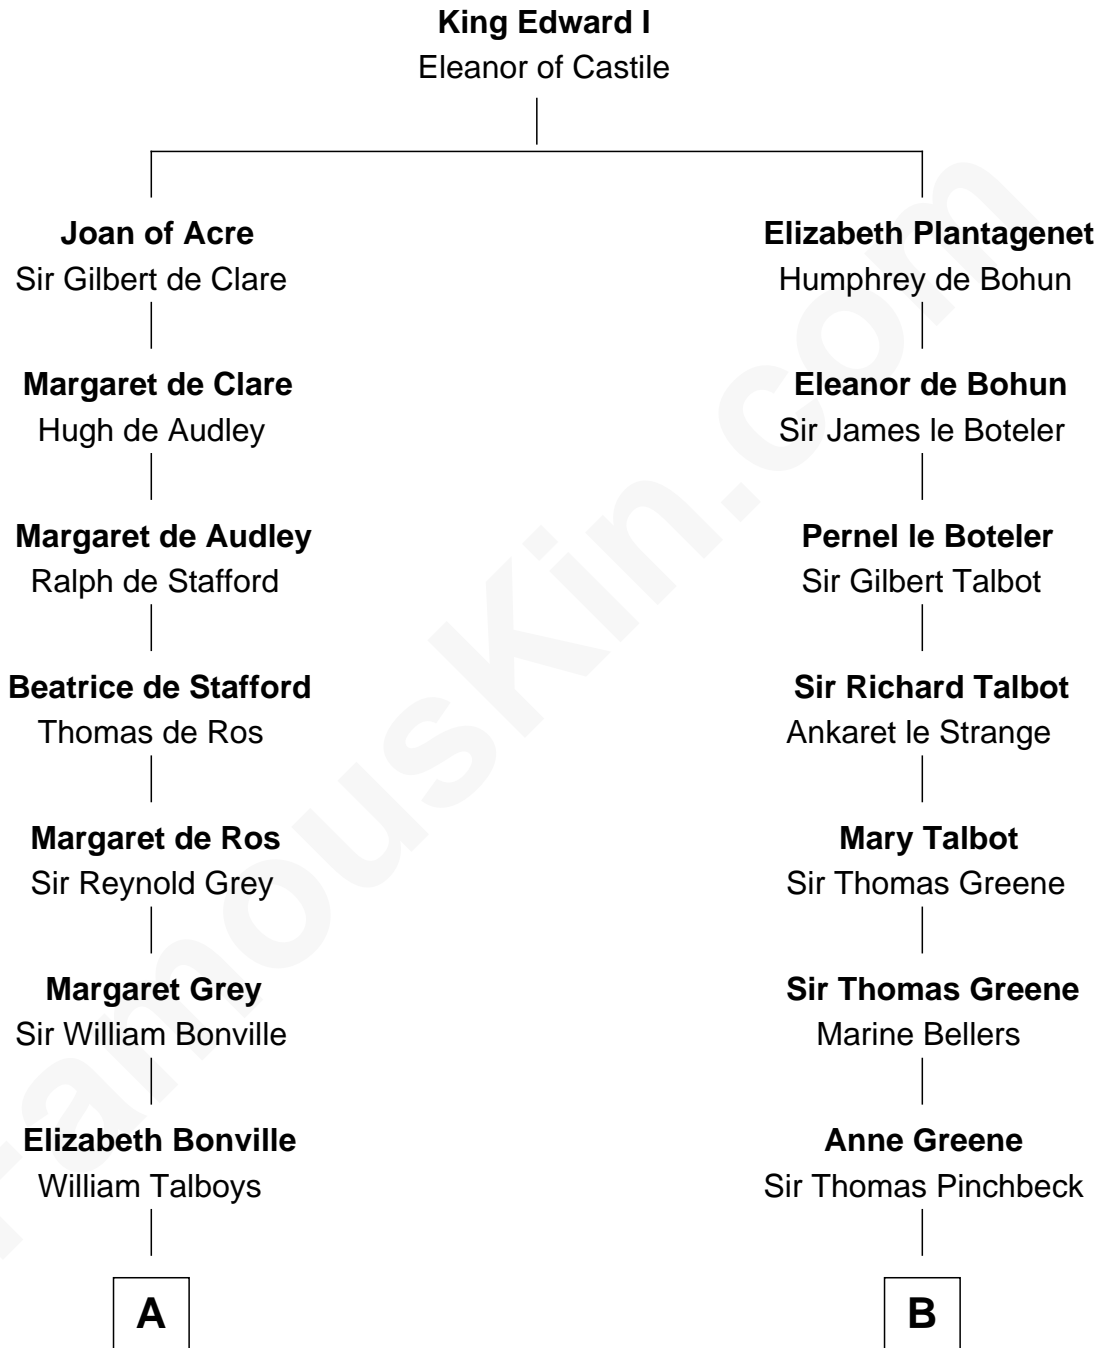 King Edward I
Eleanor of Castile
Joan of Acre
Sir Gilbert de Clare
Elizabeth Plantagenet
Humphrey de Bohun
Margaret de Clare
Hugh de Audley
Eleanor de Bohun
Sir James le Boteler
Margaret de Audley
Ralph de Stafford
Pernel le Boteler
Sir Gilbert Talbot
Beatrice de Stafford
Thomas de Ros
Sir Richard Talbot
Ankaret le Strange
Margaret de Ros
Sir Reynold Grey
Mary Talbot
Sir Thomas Greene
Margaret Grey
Sir William Bonville
Sir Thomas Greene
Marine Bellers
Elizabeth Bonville
William Talboys
Anne Greene
Sir Thomas Pinchbeck
A
B
FamousKin.com